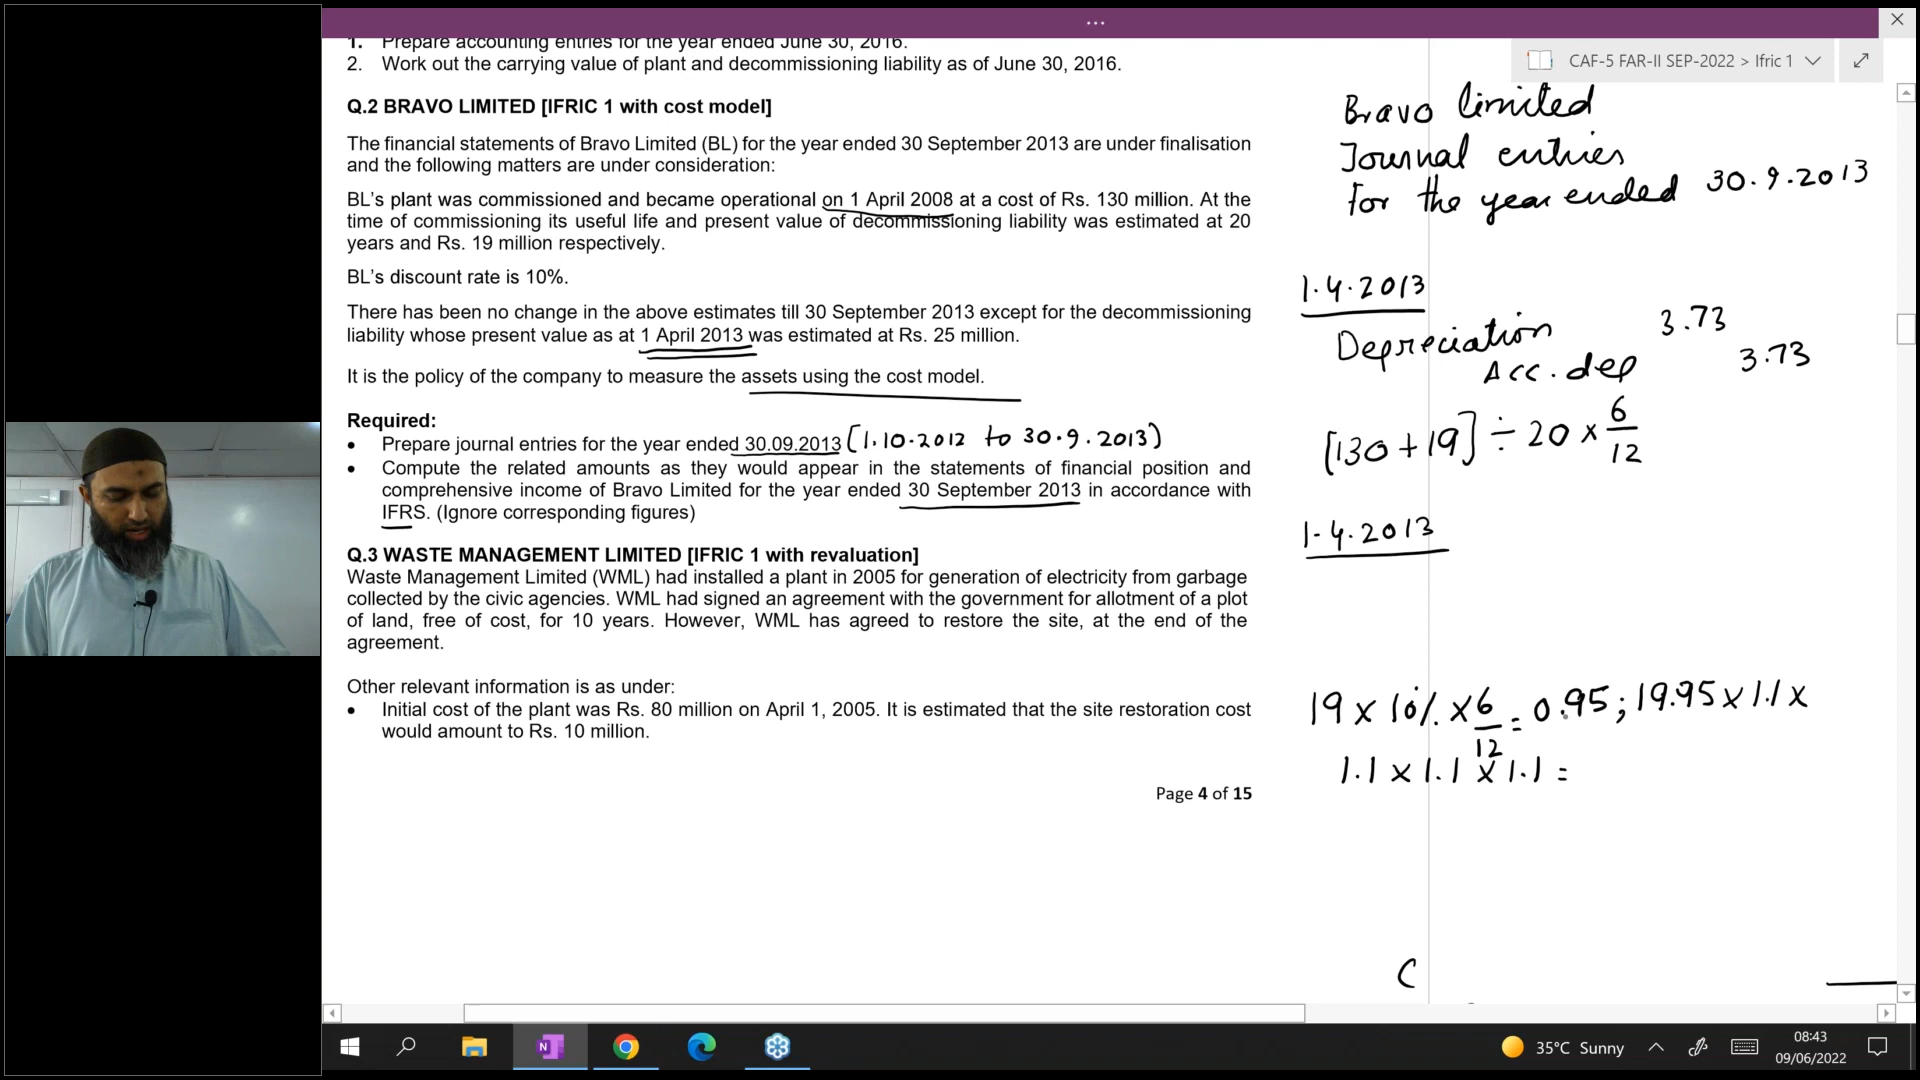 ...
CAF-5 FAR-II SEP-2022 > Ifric 1
1. Prepare accounting entries for the year ended June 30, 2016.
2. Work out the carrying value of plant and decommissioning liability as of June 30, 2016.
Q.2 BRAVO LIMITED [IFRIC 1 with cost model]
The financial statements of Bravo Limited (BL) for the year ended 30 September 2013 are under finalisation
and the following matters are under consideration:
BL's plant was commissioned and became operational on 1 April 2008 at a cost of Rs. 130 million. At the
time of commissioning its useful life and present value of decommissioning liability was estimated at 20
years and Rs. 19 million respectively.
BL's discount rate is 10%.
There has been no change in the above estimates till 30 September 2013 except for the decommissioning
liability whose present value as at 1 April 2013 was estimated at Rs. 25 million.
It is the policy of the company to measure the assets using the cost model.
Required:
• Prepare journal entries for the year ended 30.09.2013 (1.10.2012 to 30.9.2013)
• Compute the related amounts as they would appear in the statements of financial position and
comprehensive income of Bravo Limited for the year ended 30 September 2013 in accordance with
IFRS. (Ignore corresponding figures)
Q.3 WASTE MANAGEMENT LIMITED [IFRIC 1 with revaluation]
Waste Management Limited (WML) had installed a plant in 2005 for generation of electricity from garbage
collected by the civic agencies. WML had signed an agreement with the government for allotment of a plot
of land, free of cost, for 10 years. However, WML has agreed to restore the site, at the end of the
agreement.
Other relevant information is as under:
• Initial cost of the plant was Rs. 80 million on April 1, 2005. It is estimated that the site restoration cost
would amount to Rs. 10 million.
Page 4 of 15
Bravo limited
Journal entries
For the year ended 30.9.2013
1.4.2013
Depreciation 3.73
Acc. dep 3.73
[130+19] ÷ 20 × 6/12
1.4.2013
19 × 10% × 6/12 = 0.95; 19.95 × 1.1 ×
1.1 × 1.1 × 1.1 =
C
35°C Sunny
08:43
09/06/2022